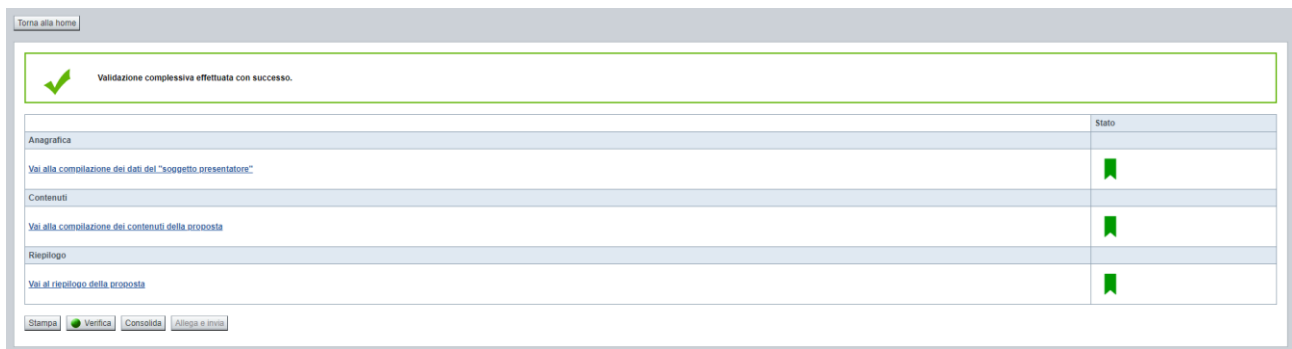 Torna alla home
Validazione complessiva effettuata con successo.
Stato
Anagrafica
Vai alla compilazione dei dati del "soggetto presentatore"
Contenuti
Vai alla compilazione dei contenuti della proposta
Riepilogo
Vai al riepilogo della proposta
Stampa Verifica Consolida Allega e invia